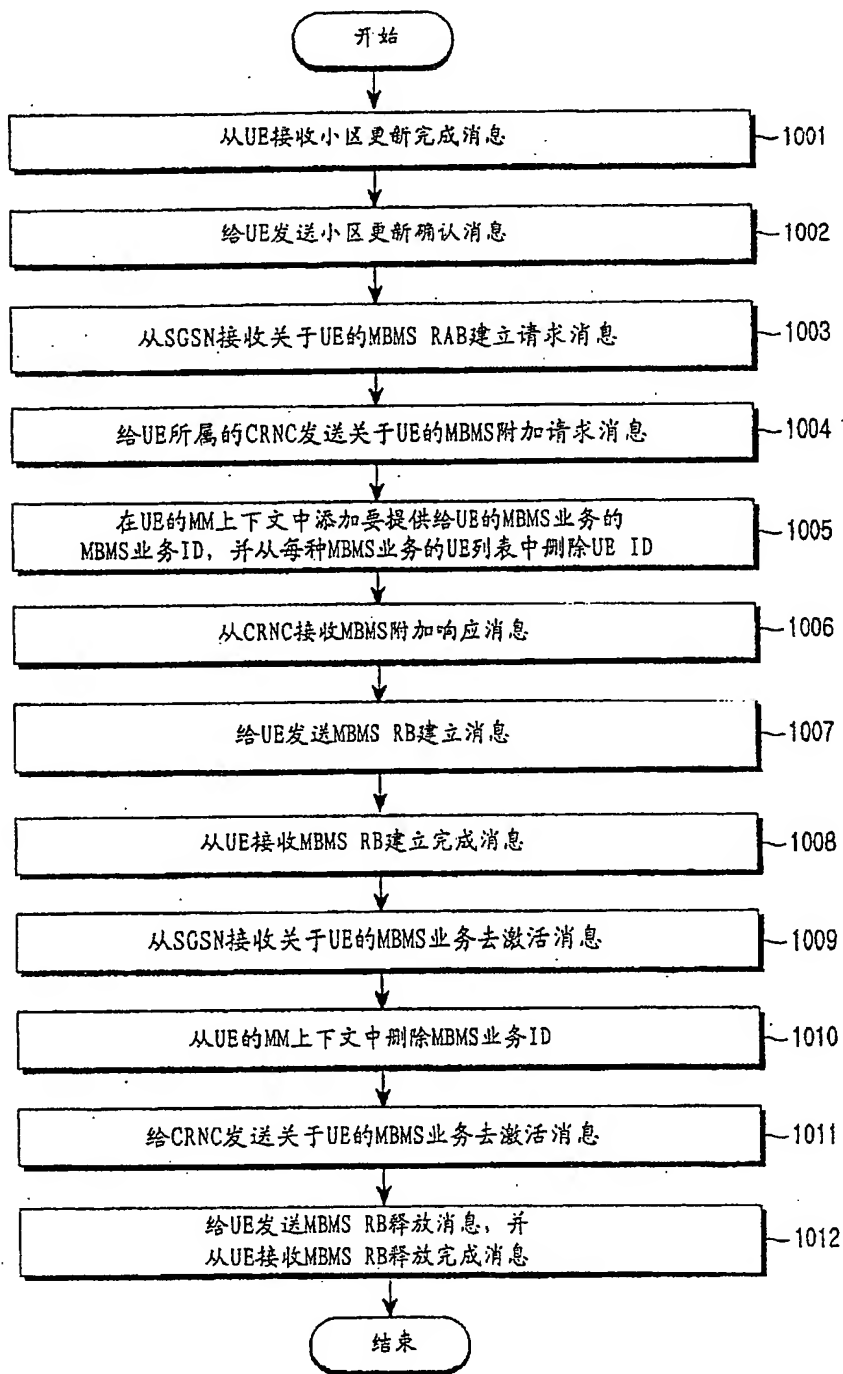 开始
从UE接收小区更新完成消息
1001
给UE发送小区更新确认消息
1002
从SGSN接收关于UE的MBMS RAB建立请求消息
1003
给UE所属的CRNC发送关于UE的MBMS附加请求消息
1004
在UE的MM上下文中添加要提供给UE的MBMS业务的
MBMS业务ID, 并从每种MBMS业务的UE列表中删除UE ID
1005
从CRNC接收MBMS附加响应消息
1006
给UE发送MBMS RB建立消息
1007
从UE接收MBMS RB建立完成消息
1008
从SGSN接收关于UE的MBMS业务去激活消息
1009
从UE的MM上下文中删除MBMS业务ID
1010
给CRNC发送关于UE的MBMS业务去激活消息
1011
给UE发送MBMS RB释放消息, 并
从UE接收MBMS RB释放完成消息
1012
结束